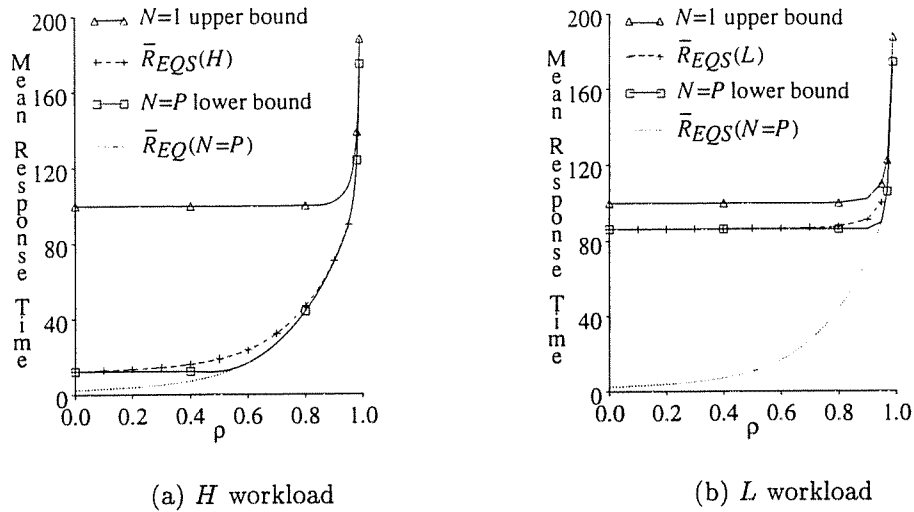 Mean Response Time
200
160
120
80
40
0
N=1 upper bound
R̄EQS(H)
N=P lower bound
R̄EQ(N=P)
0.0 0.2 0.4 0.6 0.8 1.0
ρ
(a) H workload
Mean Response Time
200
160
120
80
40
0
N=1 upper bound
R̄EQS(L)
N=P lower bound
R̄EQS(N=P)
0.0 0.2 0.4 0.6 0.8 1.0
ρ
(b) L workload